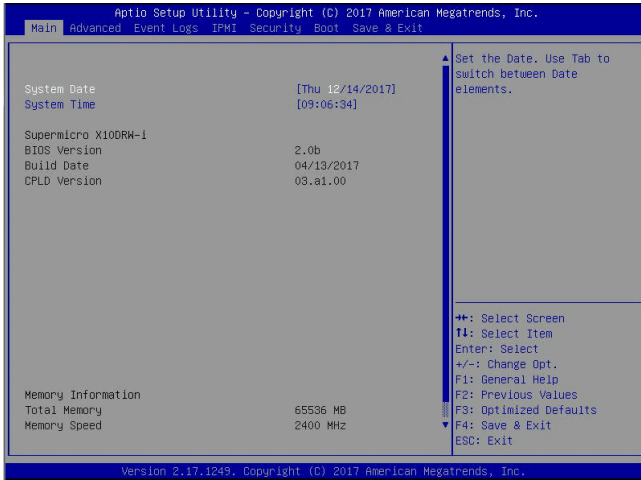 Aptio Setup Utility - Copyright (C) 2017 American Megatrends, Inc.
Main Advanced Event Logs IPMI Security Boot Save & Exit
System Date [Thu 12/14/2017]
System Time [09:06:34]
Supermicro X10DRW-i
BIOS Version 2.0b
Build Date 04/13/2017
CPLD Version 03.a1.00
Memory Information
Total Memory 65536 MB
Memory Speed 2400 MHz
Set the Date. Use Tab to
switch between Date
elements.
→←: Select Screen
↑↓: Select Item
Enter: Select
+/-: Change Opt.
F1: General Help
F2: Previous Values
F3: Optimized Defaults
F4: Save & Exit
ESC: Exit
Version 2.17.1249. Copyright (C) 2017 American Megatrends, Inc.